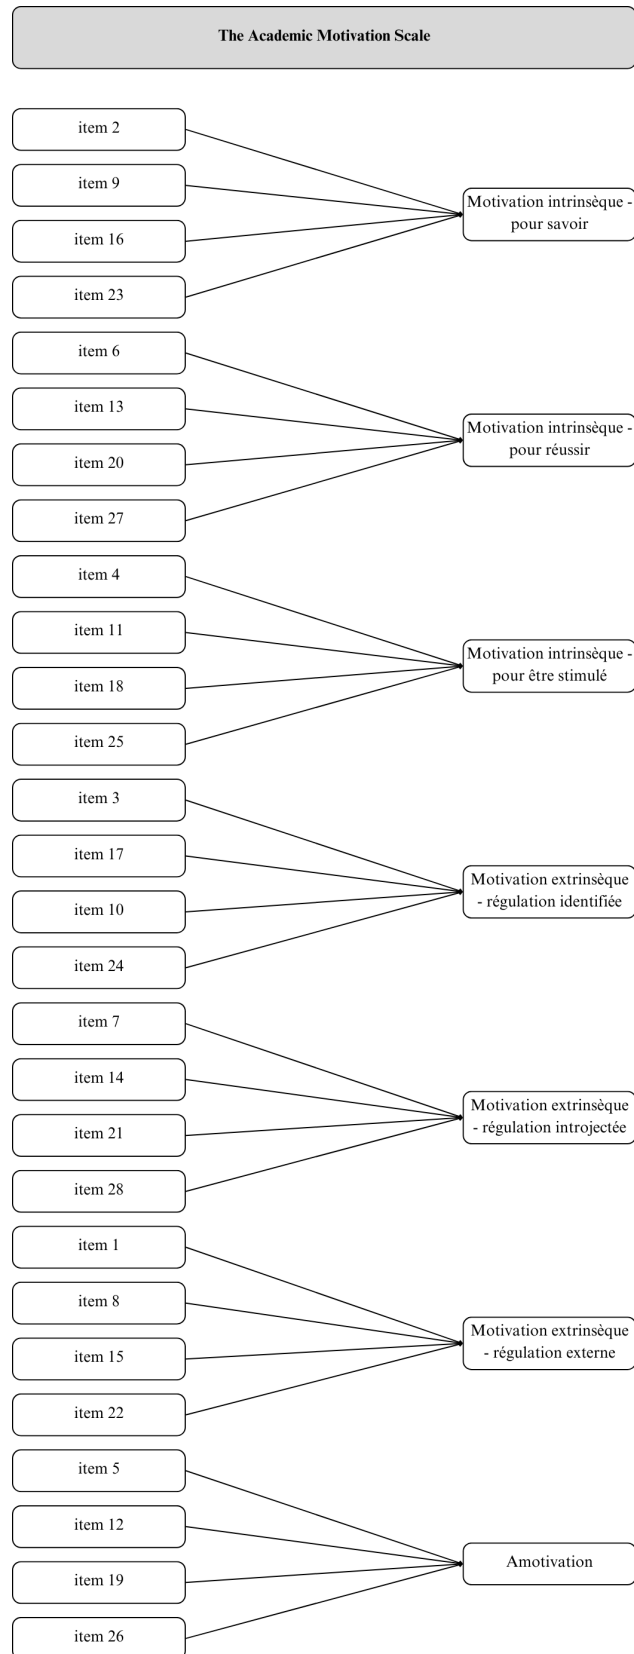 The Academic Motivation Scale
item 2
item 9
item 16
item 23
Motivation intrinsèque -
pour savoir
item 6
item 13
item 20
item 27
Motivation intrinsèque -
pour réussir
item 4
item 11
item 18
item 25
Motivation intrinsèque -
pour être stimulé
item 3
item 17
item 10
item 24
Motivation extrinsèque
- régulation identifiée
item 7
item 14
item 21
item 28
Motivation extrinsèque
- régulation introjectée
item 1
item 8
item 15
item 22
Motivation extrinsèque
- régulation externe
item 5
item 12
item 19
item 26
Amotivation